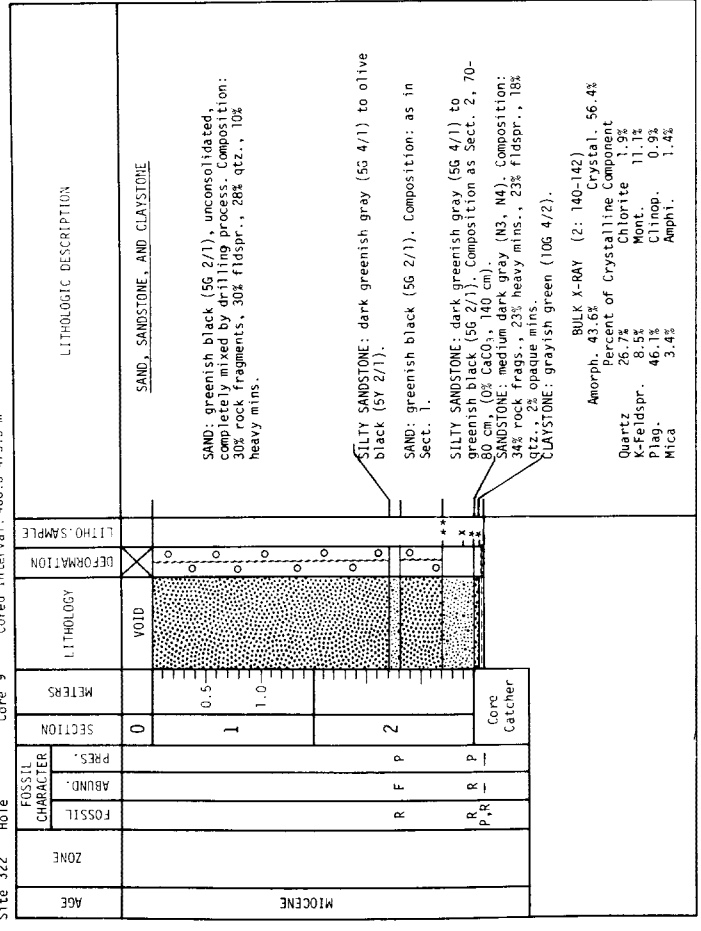 Site 322 Hole Core 9 Cored Interval:
AGE
ZONE
FOSSIL
CHARACTER
FOSSIL
ABUND.
PRES.
SECTION
METERS
LITHOLOGY
DEFORMATION
LITHO.SAMPLE
LITHOLOGIC DESCRIPTION
MIOCENE
R F P
R R P
P,R — —
0
1
2
Core
Catcher
0.5
1.0
VOID
SAND, SANDSTONE, AND CLAYSTONE
SAND: greenish black (5G 2/1), unconsolidated,
completely mixed by drilling process. Composition:
30% rock fragments, 30% fldspr., 28% qtz., 10%
heavy mins.
SILTY SANDSTONE: dark greenish gray (5G 4/1) to olive
black (5Y 2/1).
SAND: greenish black (5G 2/1). Composition: as in
Sect. 1.
SILTY SANDSTONE: dark greenish gray (5G 4/1) to
greenish black (5G 2/1). Composition as Sect. 2, 70-
80 cm, (0% CaCO₃, 140 cm).
SANDSTONE: medium dark gray (N3, N4). Composition:
34% rock frags., 23% heavy mins., 23% fldspr., 18%
qtz., 2% opaque mins.
CLAYSTONE: grayish green (10G 4/2).
BULK X-RAY (2: 140-142)
Amorph. 43.6% Crystal. 56.4%
Percent of Crystalline Component
Quartz 26.7% Chlorite 1.9%
K-Feldspr. 8.5% Mont. 11.1%
Plag. 46.1% Clinop. 0.9%
Mica 3.4% Amphi. 1.4%